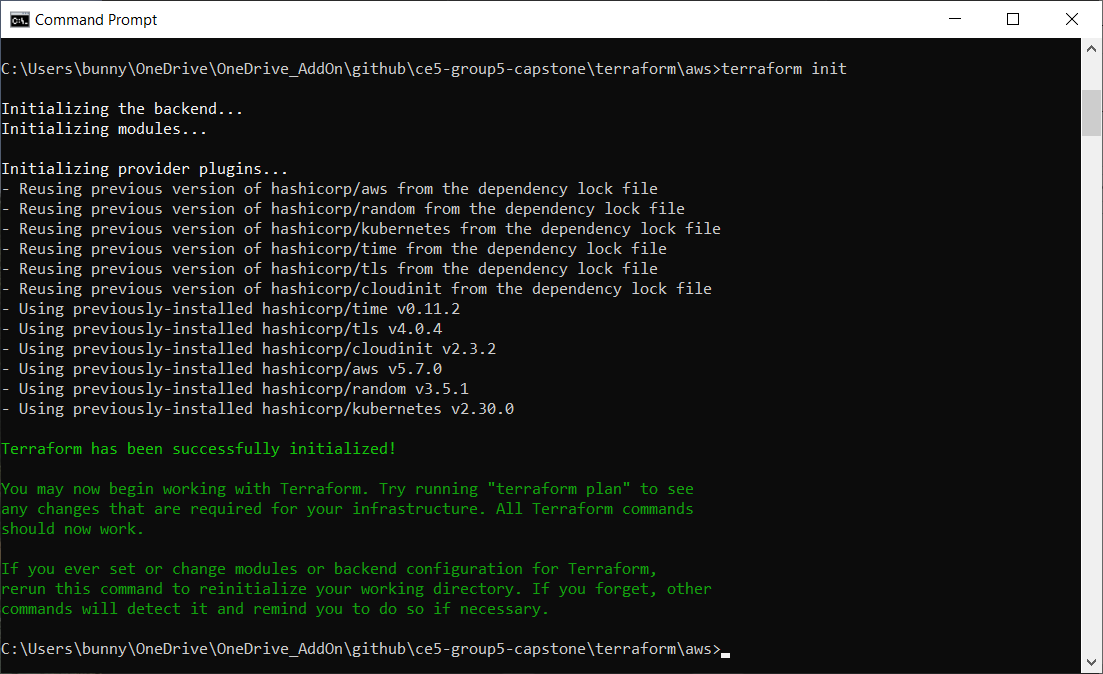 Command Prompt
C:\Users\bunny\OneDrive\OneDrive_AddOn\github\ce5-group5-capstone\terraform\aws>terraform init
Initializing the backend...
Initializing modules...
Initializing provider plugins...
- Reusing previous version of hashicorp/aws from the dependency lock file
- Reusing previous version of hashicorp/random from the dependency lock file
- Reusing previous version of hashicorp/kubernetes from the dependency lock file
- Reusing previous version of hashicorp/time from the dependency lock file
- Reusing previous version of hashicorp/tls from the dependency lock file
- Reusing previous version of hashicorp/cloudinit from the dependency lock file
- Using previously-installed hashicorp/time v0.11.2
- Using previously-installed hashicorp/tls v4.0.4
- Using previously-installed hashicorp/cloudinit v2.3.2
- Using previously-installed hashicorp/aws v5.7.0
- Using previously-installed hashicorp/random v3.5.1
- Using previously-installed hashicorp/kubernetes v2.30.0
Terraform has been successfully initialized!
You may now begin working with Terraform. Try running "terraform plan" to see
any changes that are required for your infrastructure. All Terraform commands
should now work.
If you ever set or change modules or backend configuration for Terraform,
rerun this command to reinitialize your working directory. If you forget, other
commands will detect it and remind you to do so if necessary.
C:\Users\bunny\OneDrive\OneDrive_AddOn\github\ce5-group5-capstone\terraform\aws>